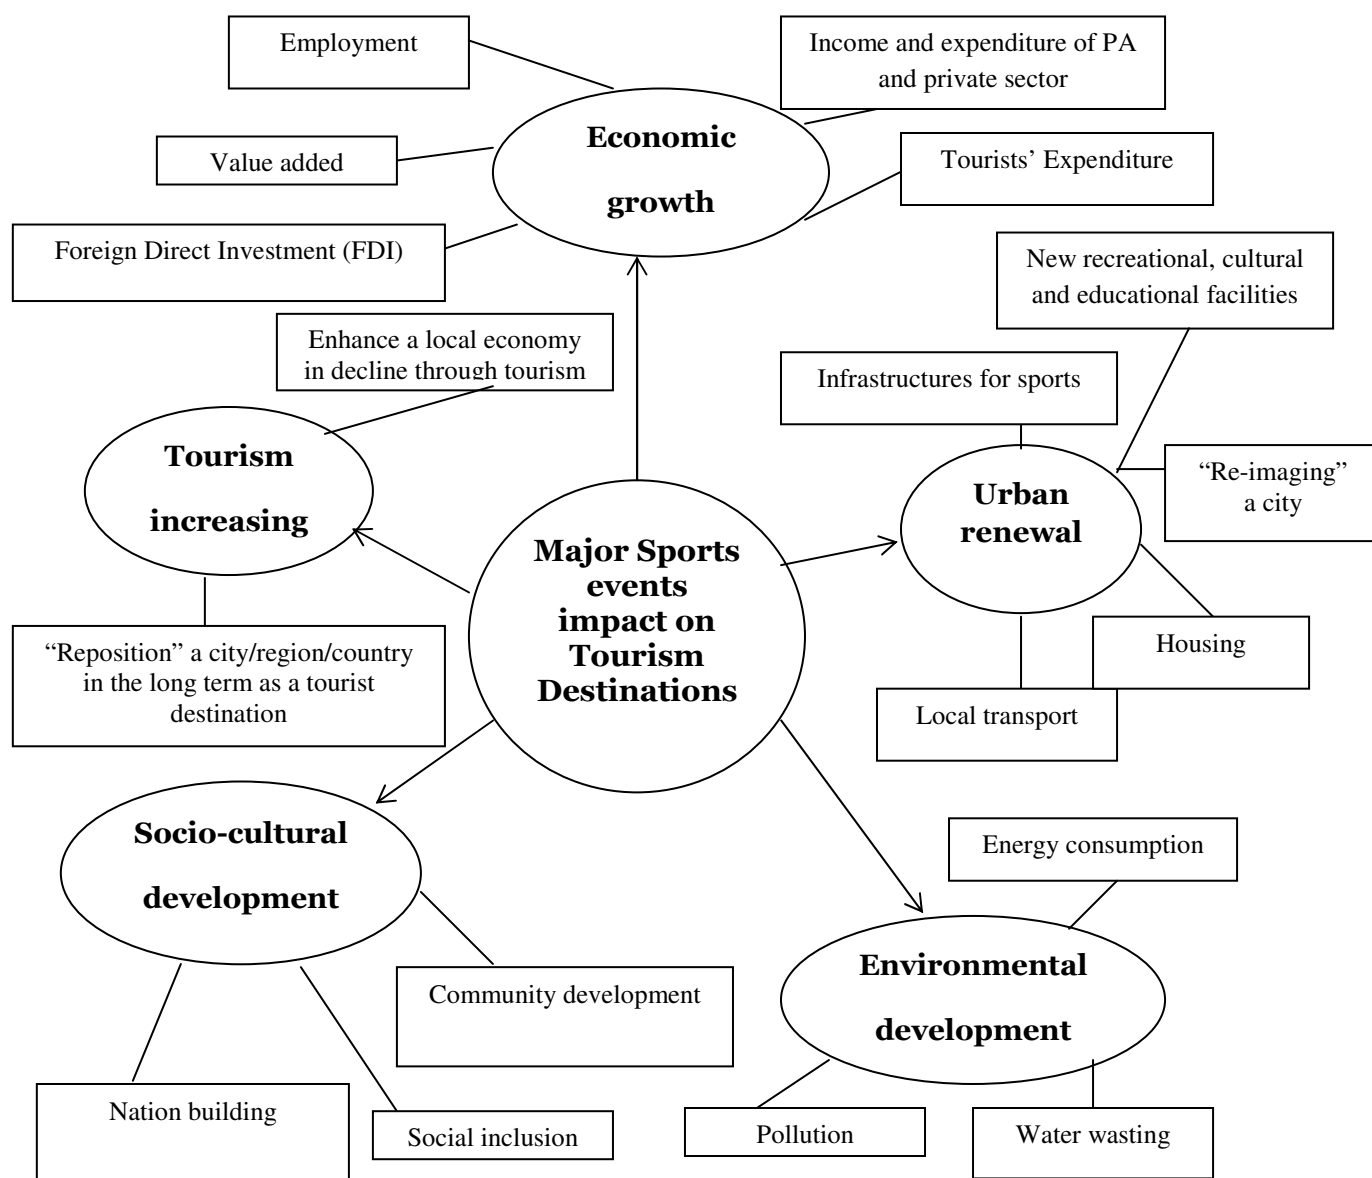 Employment
Income and expenditure of PA
and private sector
Economic
growth
Value added
Tourists’ Expenditure
Foreign Direct Investment (FDI)
New recreational, cultural
and educational facilities
Enhance a local economy
in decline through tourism
Infrastructures for sports
Tourism
increasing
“Re-imaging”
a city
Urban
renewal
Major Sports
events
impact on
Tourism
Destinations
“Reposition” a city/region/country
in the long term as a tourist
destination
Housing
Local transport
Socio-cultural
development
Energy consumption
Community development
Environmental
development
Nation building
Social inclusion
Pollution
Water wasting